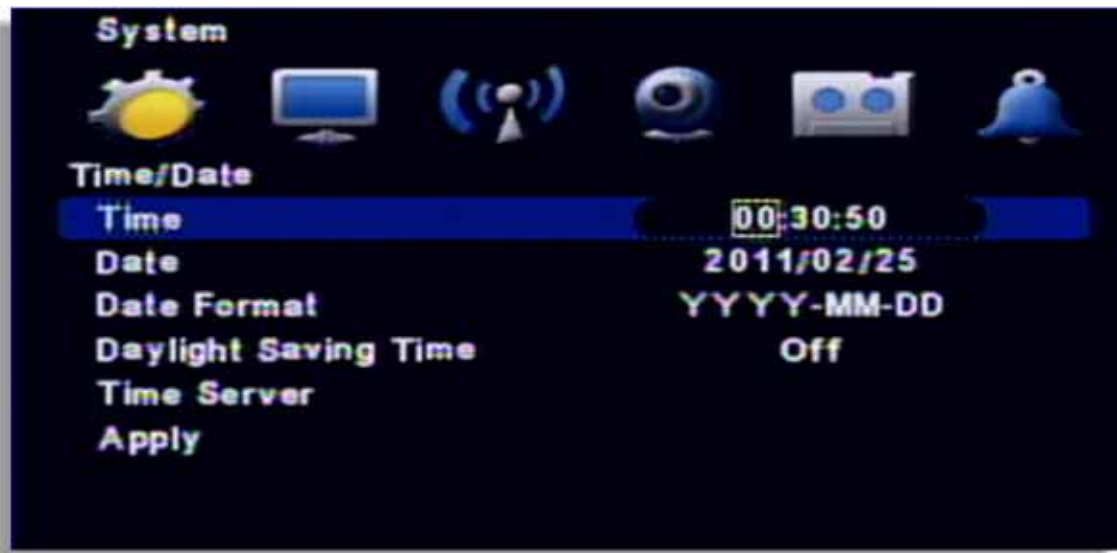 System
Time/Date
Time 00:30:50
Date 2011/02/25
Date Format YYYY-MM-DD
Daylight Saving Time Off
Time Server
Apply